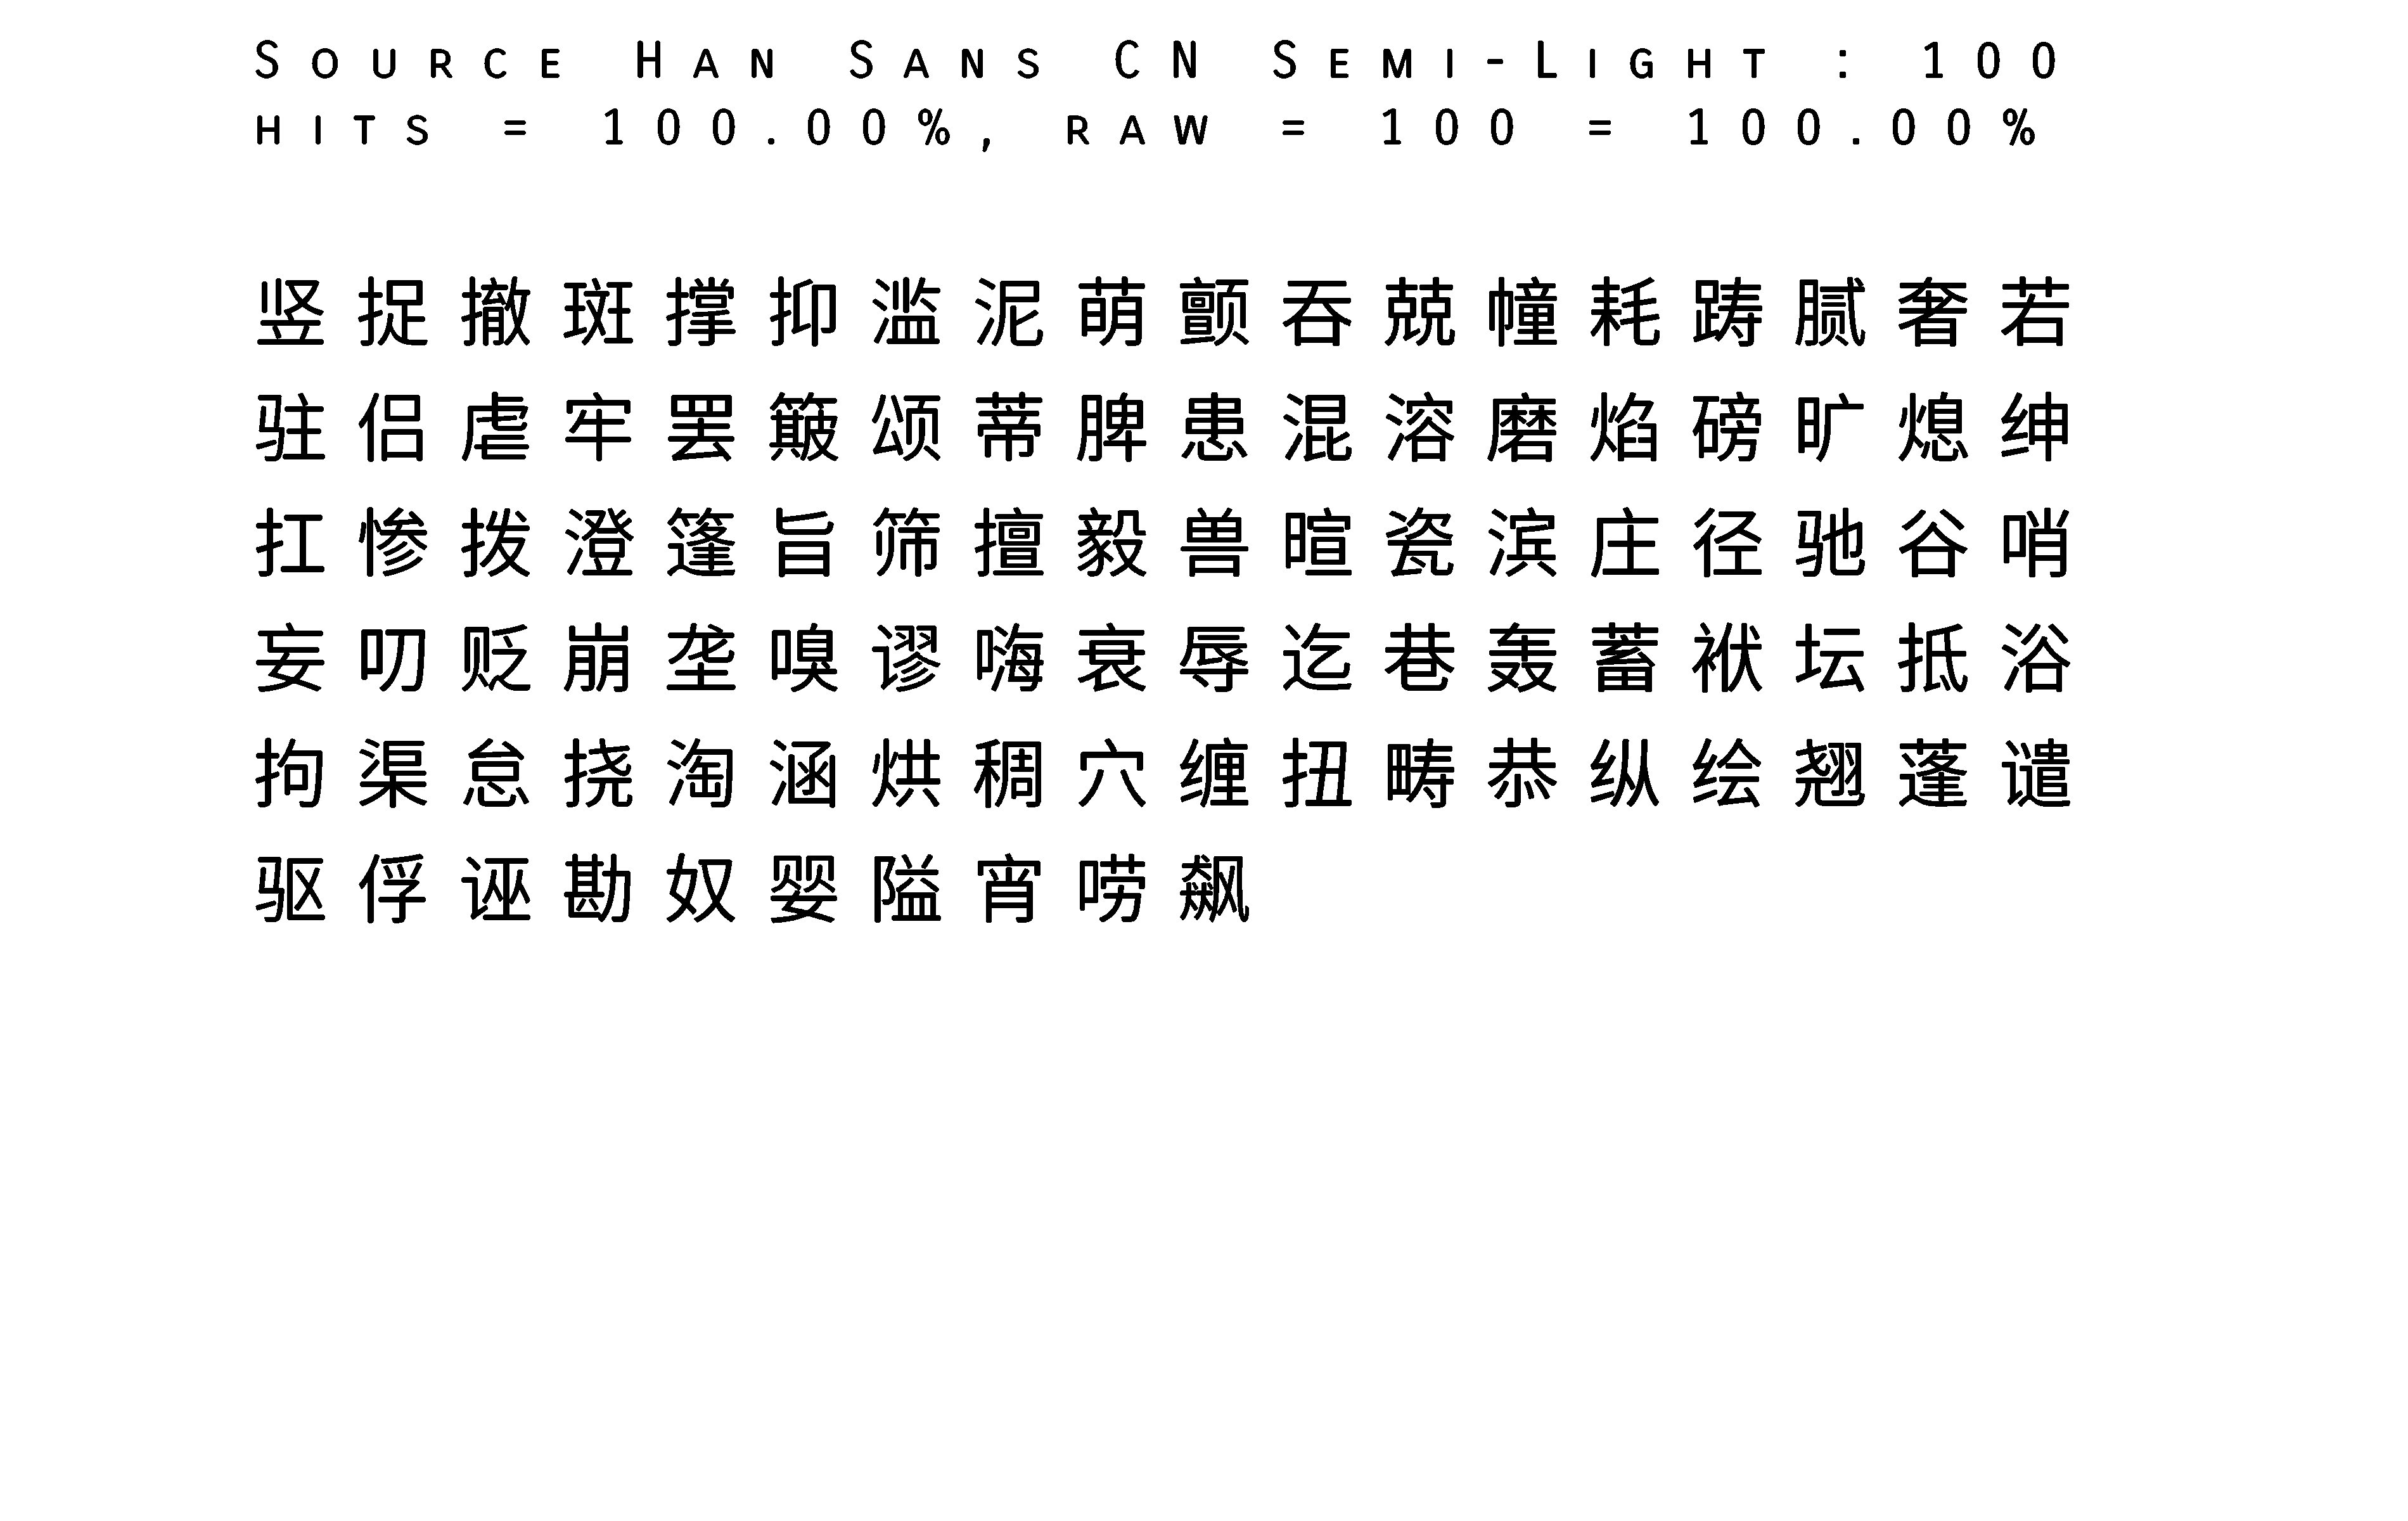 Source Han Sans CN Semi-Light : 100
hits = 100.00%, raw = 100 = 100.00%
竖捉撤斑撑抑滥泥萌颤吞兢幢耗踌腻奢若
驻侣虐牢罢簸颂蒂脾患混溶磨焰磅旷熄绅
扛惨拨澄篷旨筛擅毅兽暄瓷滨庄径驰谷哨
妄叨贬崩垄嗅谬嗨衰辱迄巷轰蓄袱坛抵浴
拘渠怠挠淘涵烘稠穴缠扭畴恭纵绘翘蓬谴
驱俘诬勘奴婴隘宵唠飙